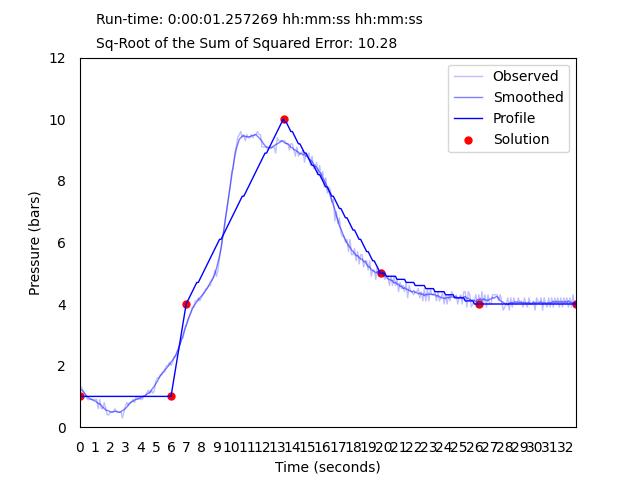 Run-time: 0:00:01.257269 hh:mm:ss hh:mm:ss
Sq-Root of the Sum of Squared Error: 10.28
12
10
8
6
4
2
0
Pressure (bars)
Observed
Smoothed
Profile
Solution
0 1 2 3 4 5 6 7 8 9 10 11 12 13 14 15 16 17 18 19 20 21 22 23 24 25 26 27 28 29 30 31 32
Time (seconds)